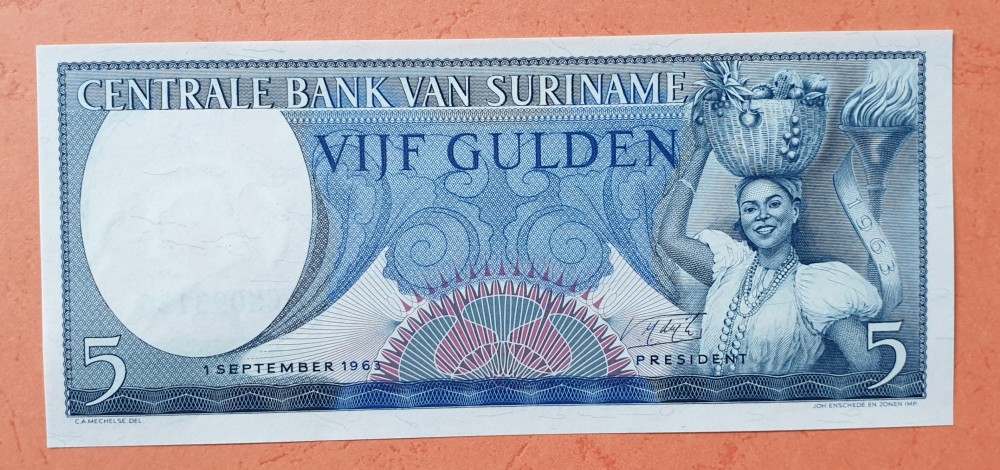 CENTRALE BANK VAN SURINAME
VIJF GULDEN
1963
5
1 SEPTEMBER 1963
PRESIDENT
5
C.A.MECHELSE.DEL.
JOH. ENSCHEDÉ EN ZONEN IMP.